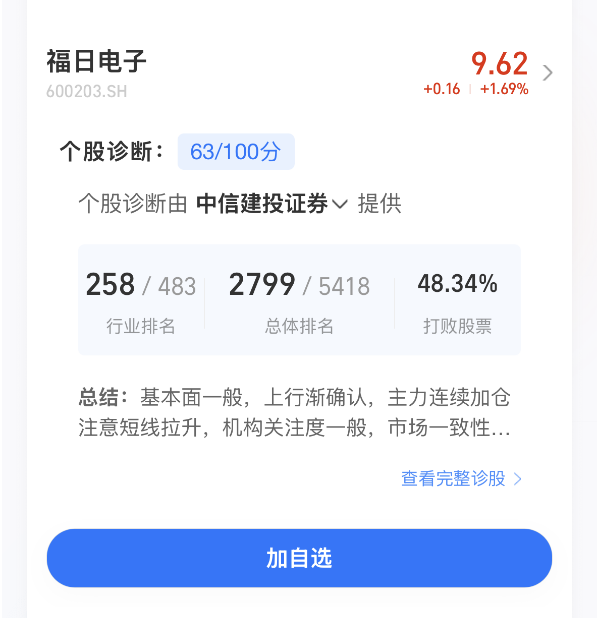 福日电子
9.62
600203.SH
+0.16 +1.69%
个股诊断：63/100分
个股诊断由 中信建投证券 提供
258 / 483 2799 / 5418 48.34%
行业排名 总体排名 打败股票
总结：基本面一般，上行渐确认，主力连续加仓
注意短线拉升，机构关注度一般，市场一致性...
查看完整诊股
加自选